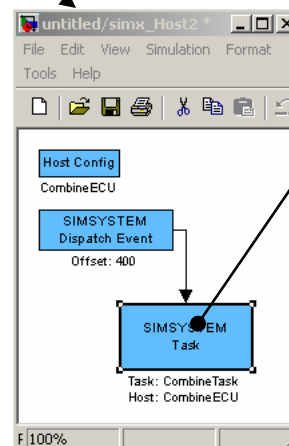 untitled/simx_Host2 *
File Edit View Simulation Format
Tools Help
Host Config
CombineECU
SIMSYSTEM
Dispatch Event
Offset: 400
SIMSYSTEM
Task
Task: CombineTask
Host: CombineECU
F 100%